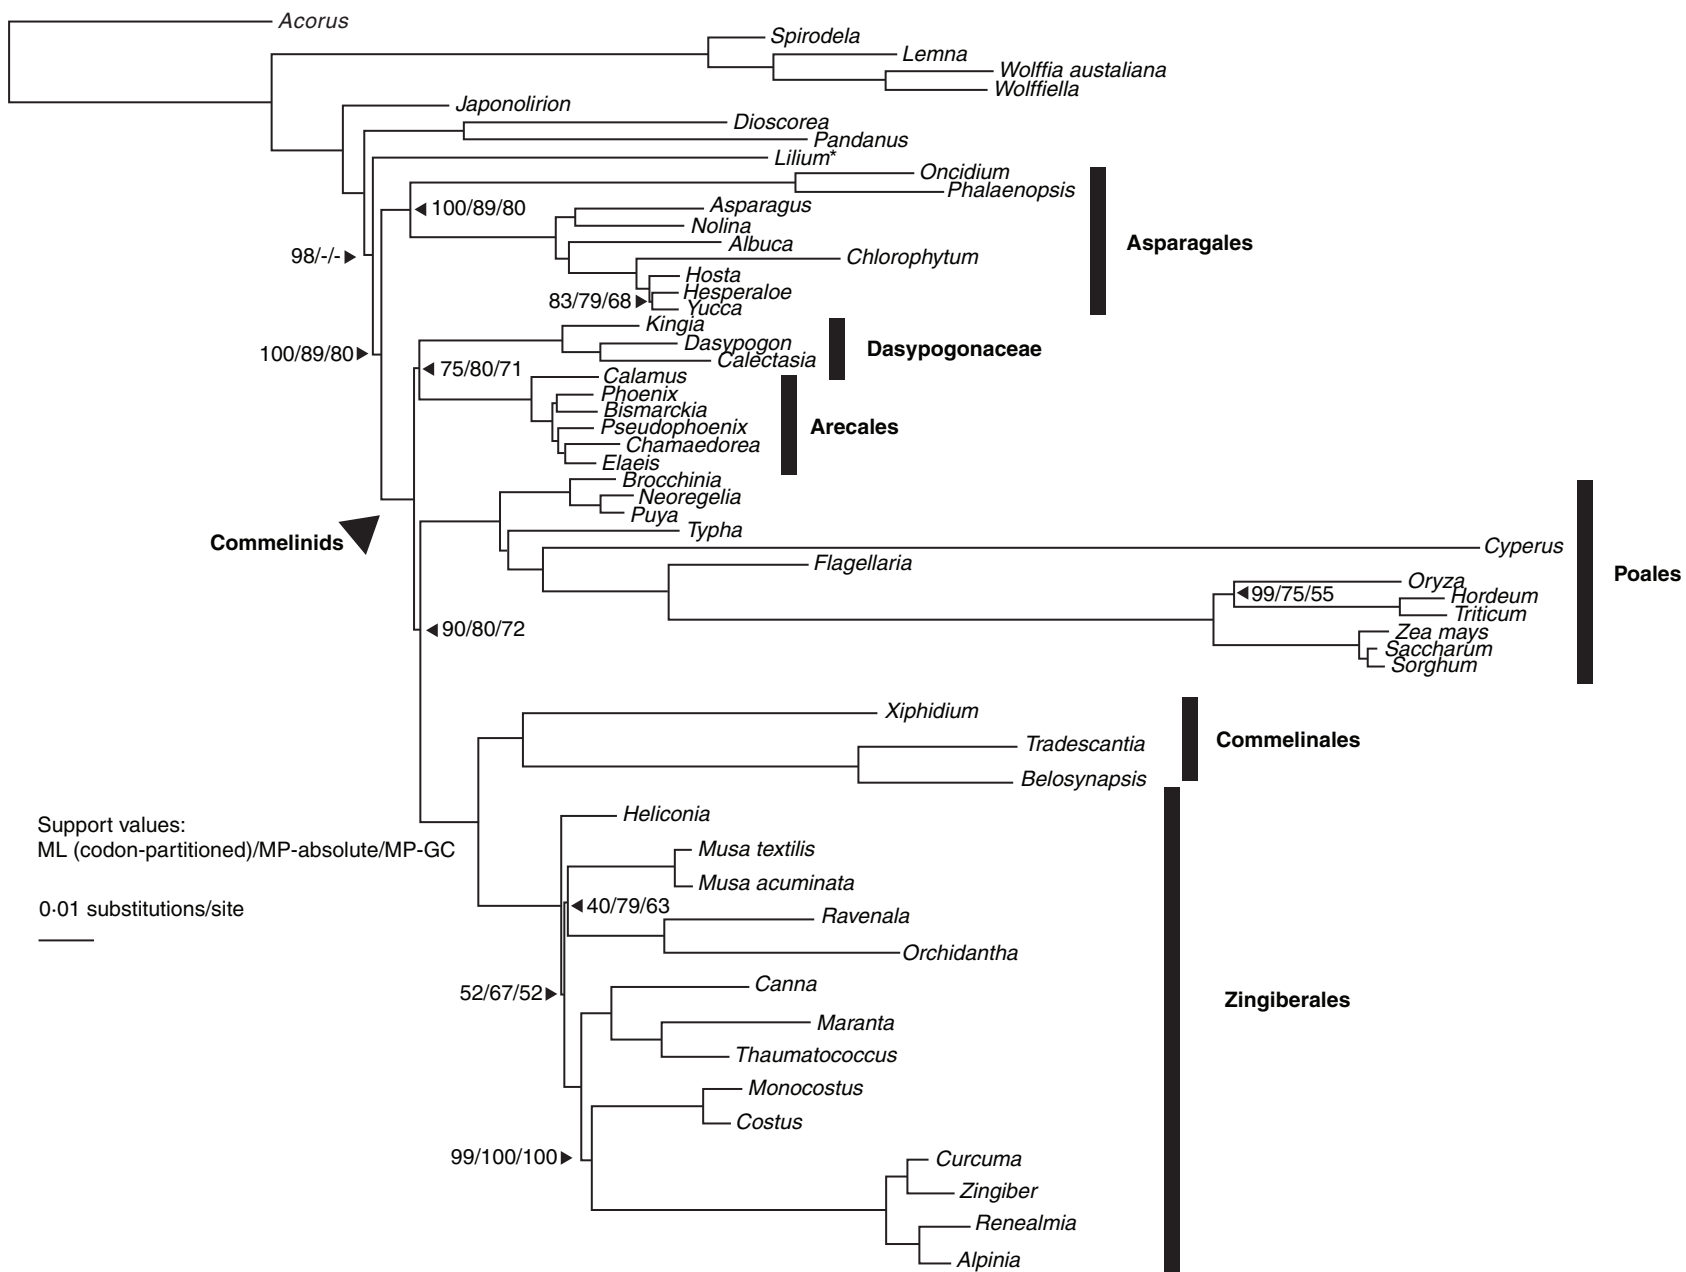 Acorus
Spirodela
Lemna
Wolffia austaliana
Wolffiella
Japonolirion
Dioscorea
Pandanus
Lilium*
Oncidium
Phalaenopsis
100/89/80
Asparagus
Nolina
Albuca
Asparagales
98/-/-
Chlorophytum
Hosta
Hesperaloe
83/79/68
Yucca
Kingia
Dasypogon
Dasypogonaceae
100/89/80
Calectasia
75/80/71
Calamus
Phoenix
Bismarckia
Pseudophoenix
Arecales
Chamaedorea
Elaeis
Brocchinia
Neoregelia
Puya
Typha
Commelinids
Cyperus
Flagellaria
Poales
Oryza
99/75/55
Hordeum
Triticum
90/80/72
Zea mays
Saccharum
Sorghum
Xiphidium
Tradescantia
Commelinales
Belosynapsis
Heliconia
Support values:
ML (codon-partitioned)/MP-absolute/MP-GC
Musa textilis
Musa acuminata
0·01 substitutions/site
40/79/63
Ravenala
Orchidantha
Canna
52/67/52
Zingiberales
Maranta
Thaumatococcus
Monocostus
Costus
99/100/100
Curcuma
Zingiber
Renealmia
Alpinia